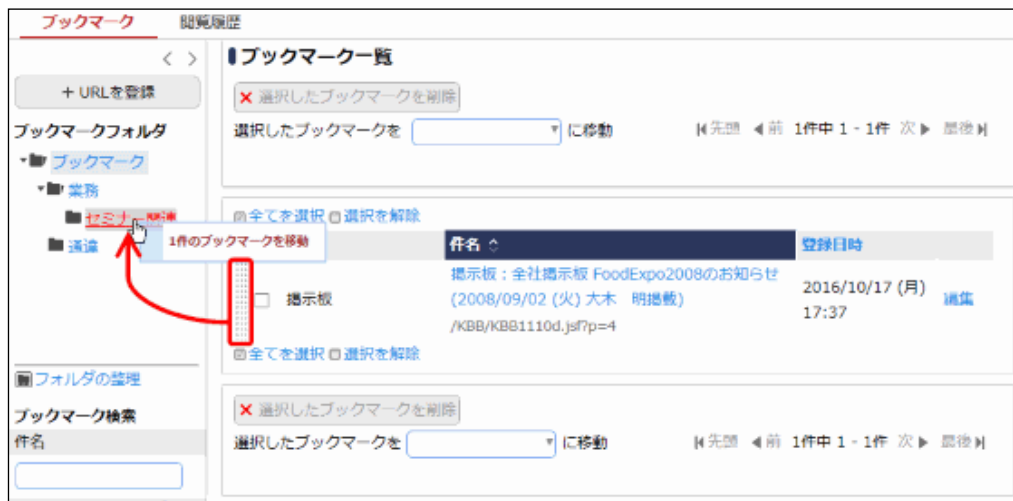 ブックマーク 閲覧履歴
+ URLを登録
ブックマークフォルダ
ブックマーク
業務
セミナー関連
通達
フォルダの整理
ブックマーク検索
件名
ブックマーク一覧
選択したブックマークを削除
選択したブックマークを に移動 先頭 前 1件中 1 - 1件 次 最後
全てを選択 選択を解除
1件のブックマークを移動
件名 登録日時
掲示板 掲示板:全社掲示板 FoodExpo2008のお知らせ
(2008/09/02 (火) 大木 明掲載)
/KBB/KBB1110d.jsf?p=4
2016/10/17 (月)
17:37
編集
全てを選択 選択を解除
選択したブックマークを削除
選択したブックマークを に移動 先頭 前 1件中 1 - 1件 次 最後